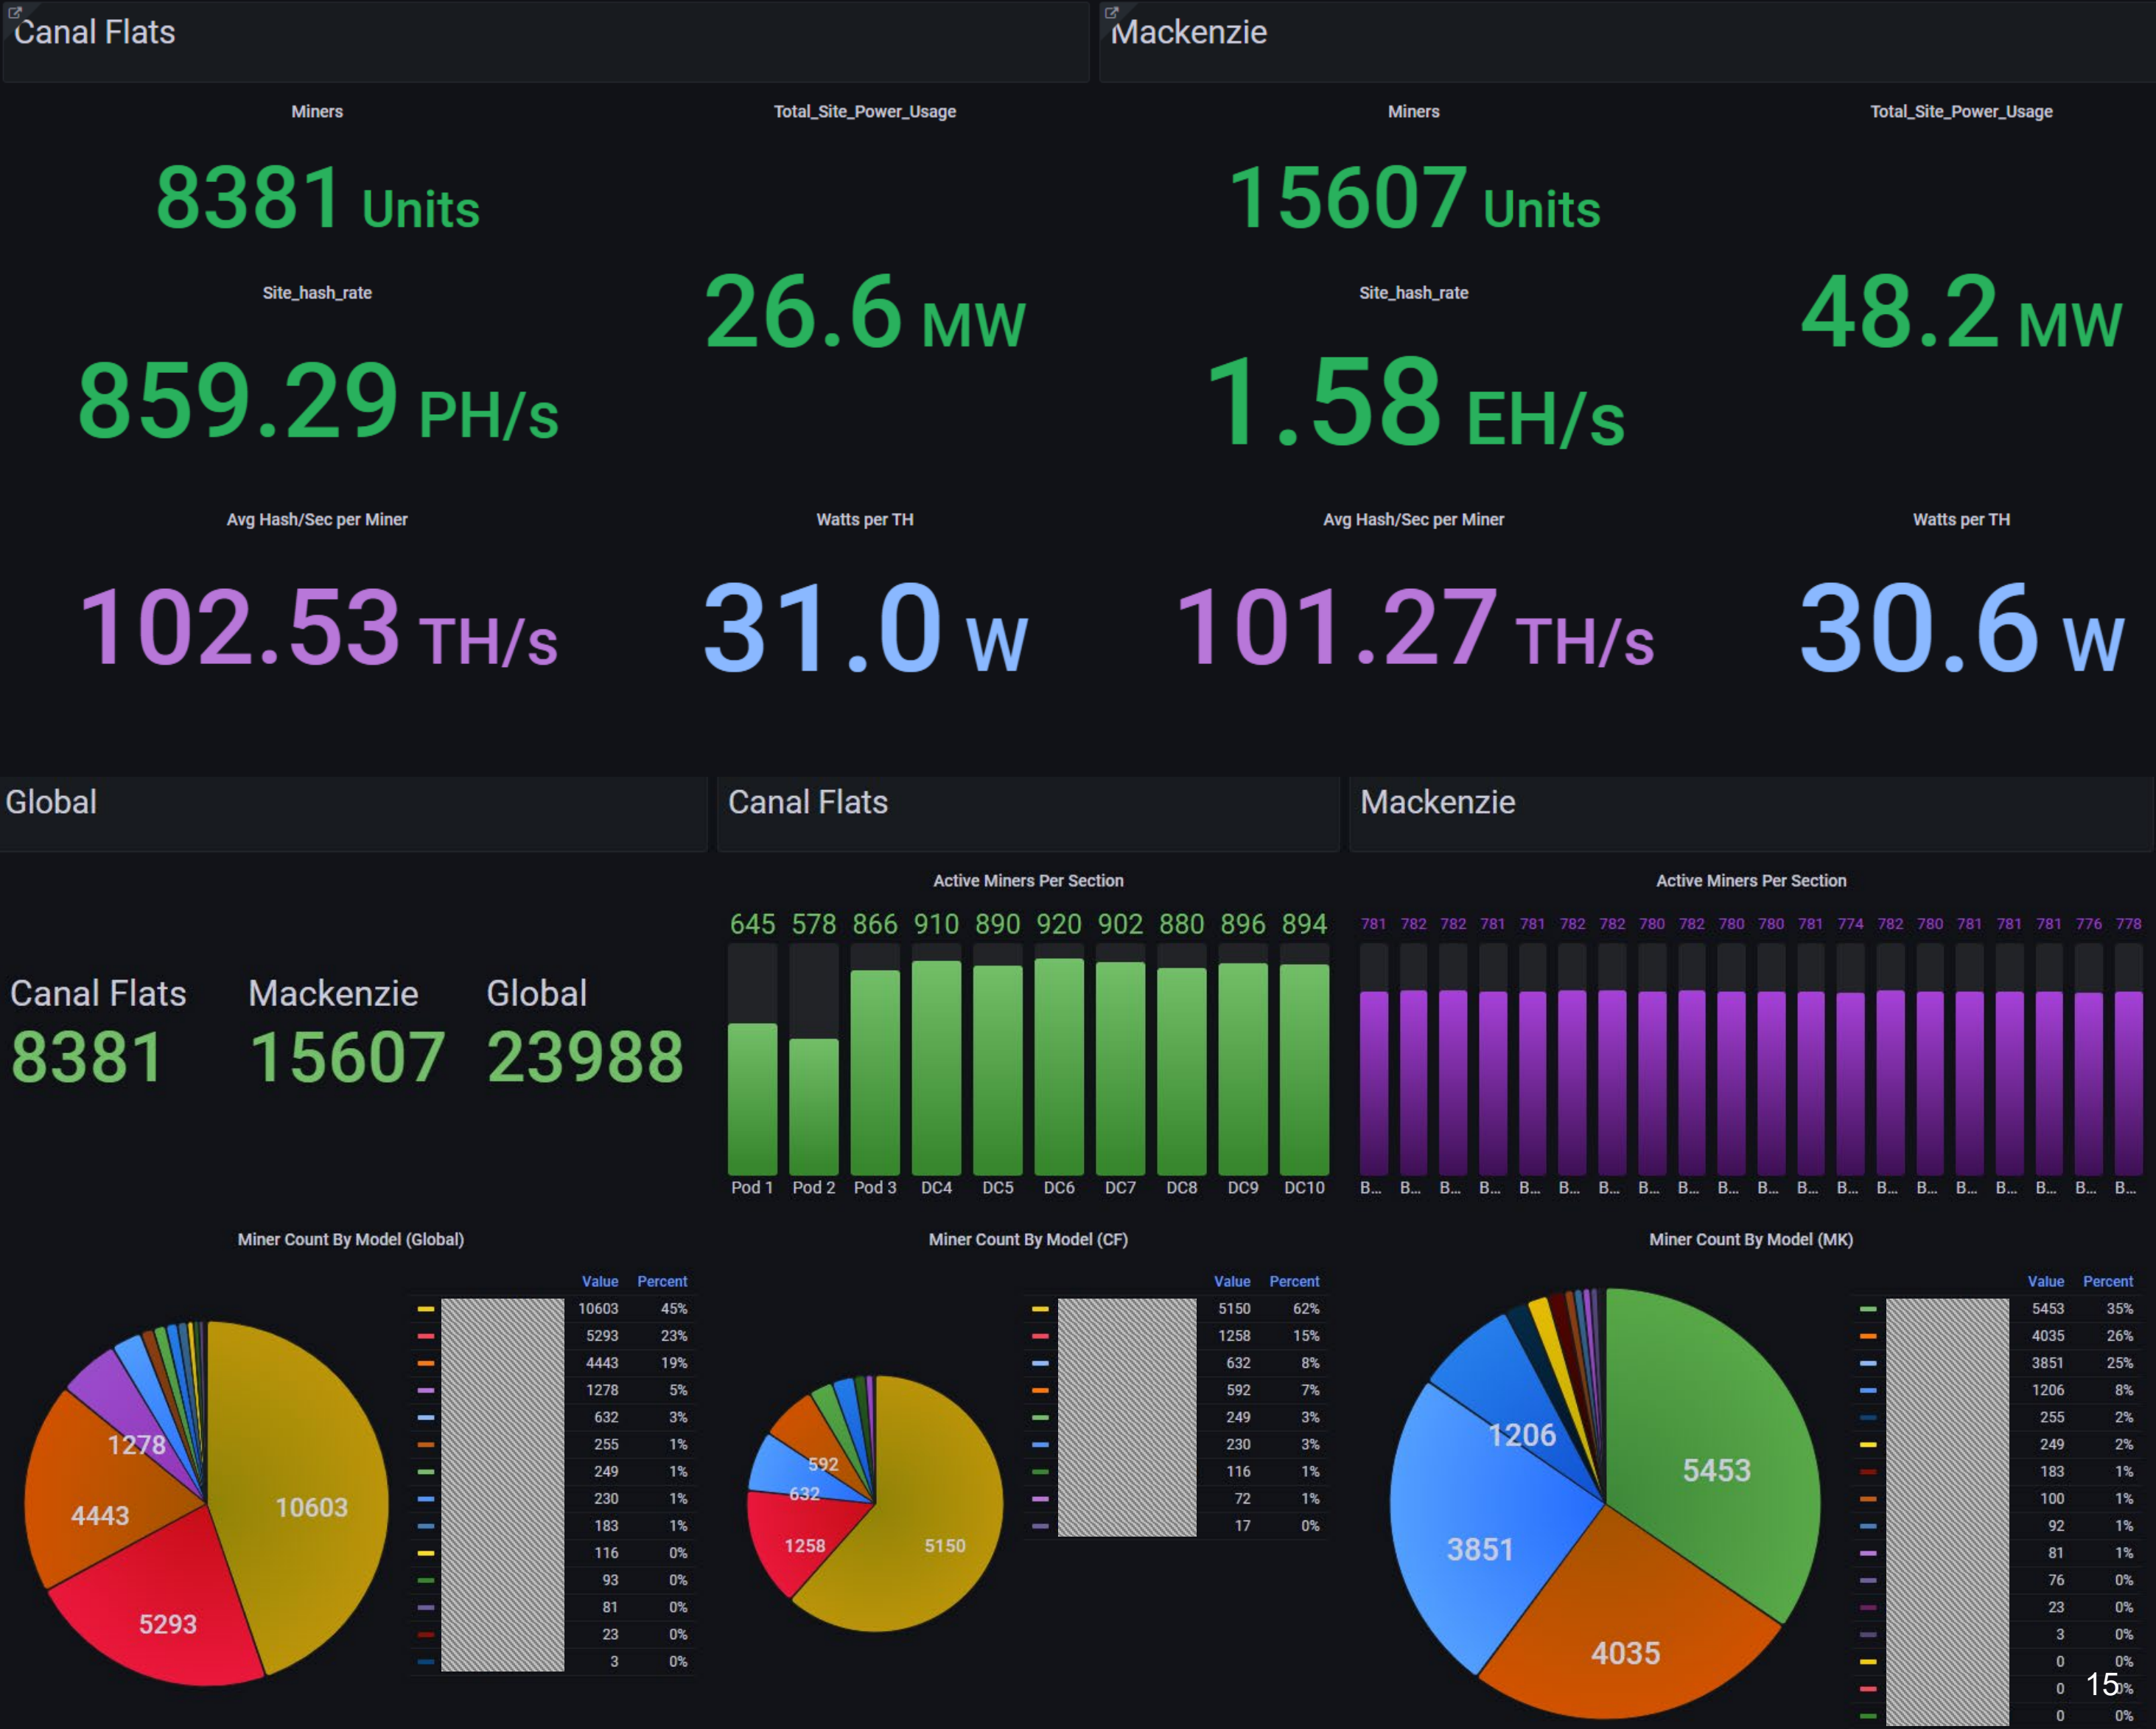 Canal Flats
Mackenzie
Miners
Total_Site_Power_Usage
Miners
Total_Site_Power_Usage
8381 Units
15607 Units
Site_hash_rate
26.6 MW
Site_hash_rate
48.2 MW
859.29 PH/s
1.58 EH/s
Avg Hash/Sec per Miner
Watts per TH
Avg Hash/Sec per Miner
Watts per TH
102.53 TH/s
31.0 W
101.27 TH/s
30.6 W
Global
Canal Flats
8381
Mackenzie
15607
Global
23988
Canal Flats
Active Miners Per Section
645 578 866 910 890 920 902 880 896 894
Pod 1 Pod 2 Pod 3 DC4 DC5 DC6 DC7 DC8 DC9 DC10
Mackenzie
Active Miners Per Section
781 782 782 781 781 782 782 780 782 780 780 781 774 782 780 781 781 781 776 778
B... B... B... B... B... B... B... B... B... B... B... B... B... B... B... B... B... B... B... B...
Miner Count By Model (Global)
Value Percent
10603 45%
5293 23%
4443 19%
1278 5%
632 3%
255 1%
249 1%
230 1%
183 1%
116 0%
93 0%
81 0%
23 0%
3 0%
1278
10603
4443
5293
Miner Count By Model (CF)
Value Percent
5150 62%
1258 15%
632 8%
592 7%
249 3%
230 3%
116 1%
72 1%
17 0%
592
632
1258
5150
Miner Count By Model (MK)
Value Percent
5453 35%
4035 26%
3851 25%
1206 8%
255 2%
249 2%
183 1%
100 1%
92 1%
81 1%
76 0%
23 0%
3 0%
0 0%
0 0%
0 0%
1206
5453
3851
4035
15